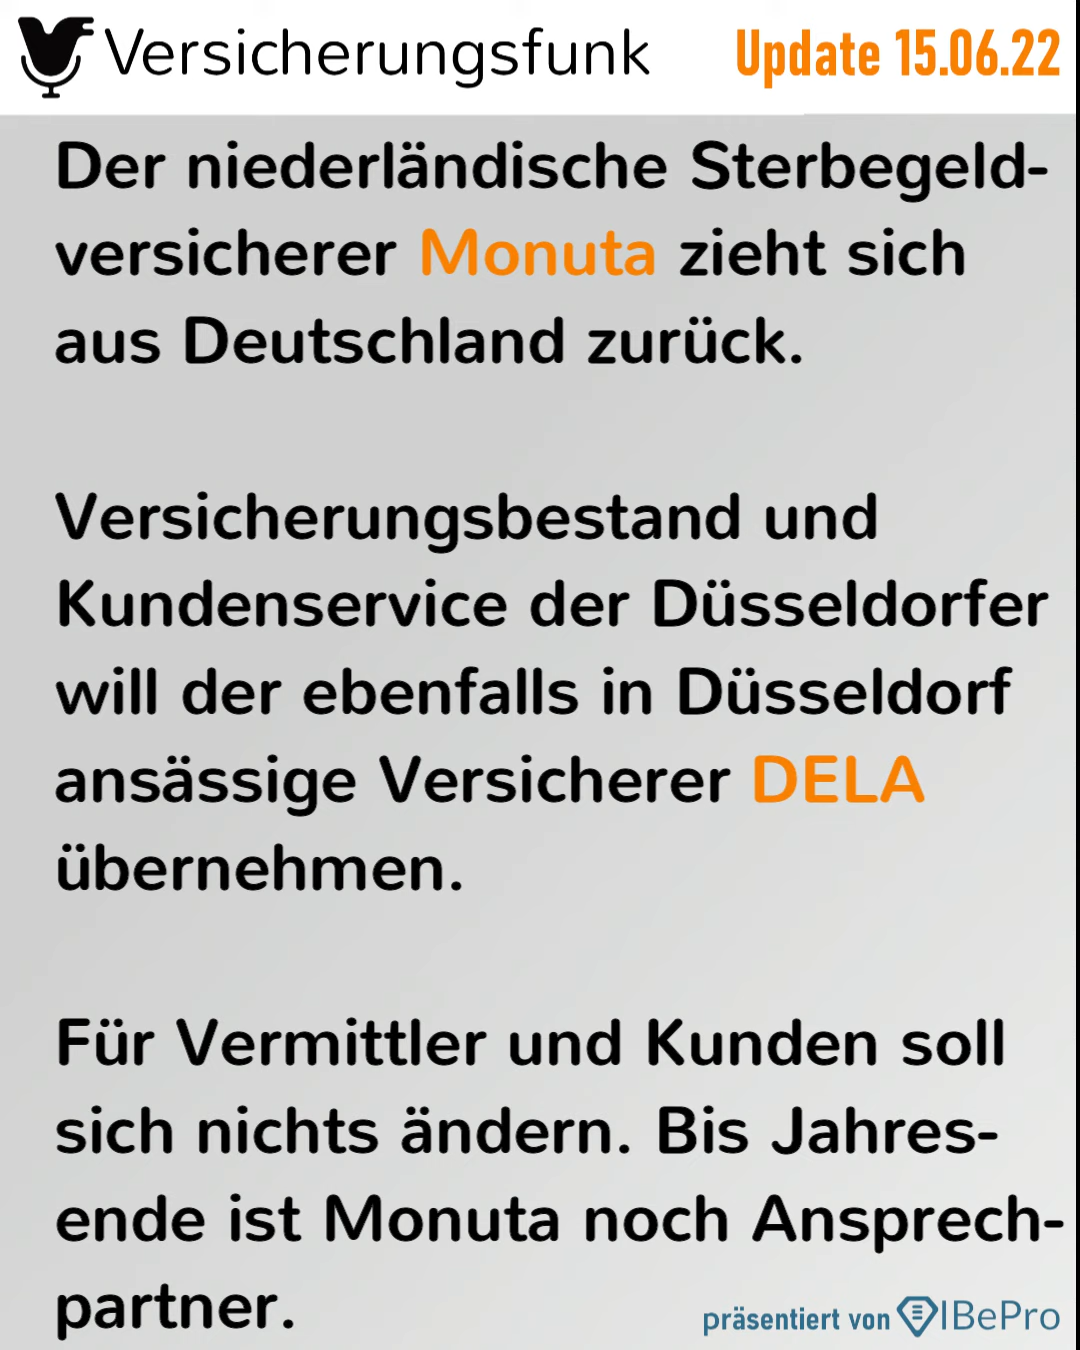 Versicherungsfunk Update 15.06.22
Der niederländische Sterbegeld-
versicherer Monuta zieht sich
aus Deutschland zurück.
Versicherungsbestand und
Kundenservice der Düsseldorfer
will der ebenfalls in Düsseldorf
ansässige Versicherer DELA
übernehmen.
Für Vermittler und Kunden soll
sich nichts ändern. Bis Jahres-
ende ist Monuta noch Ansprech-
partner.
präsentiert von IBePro